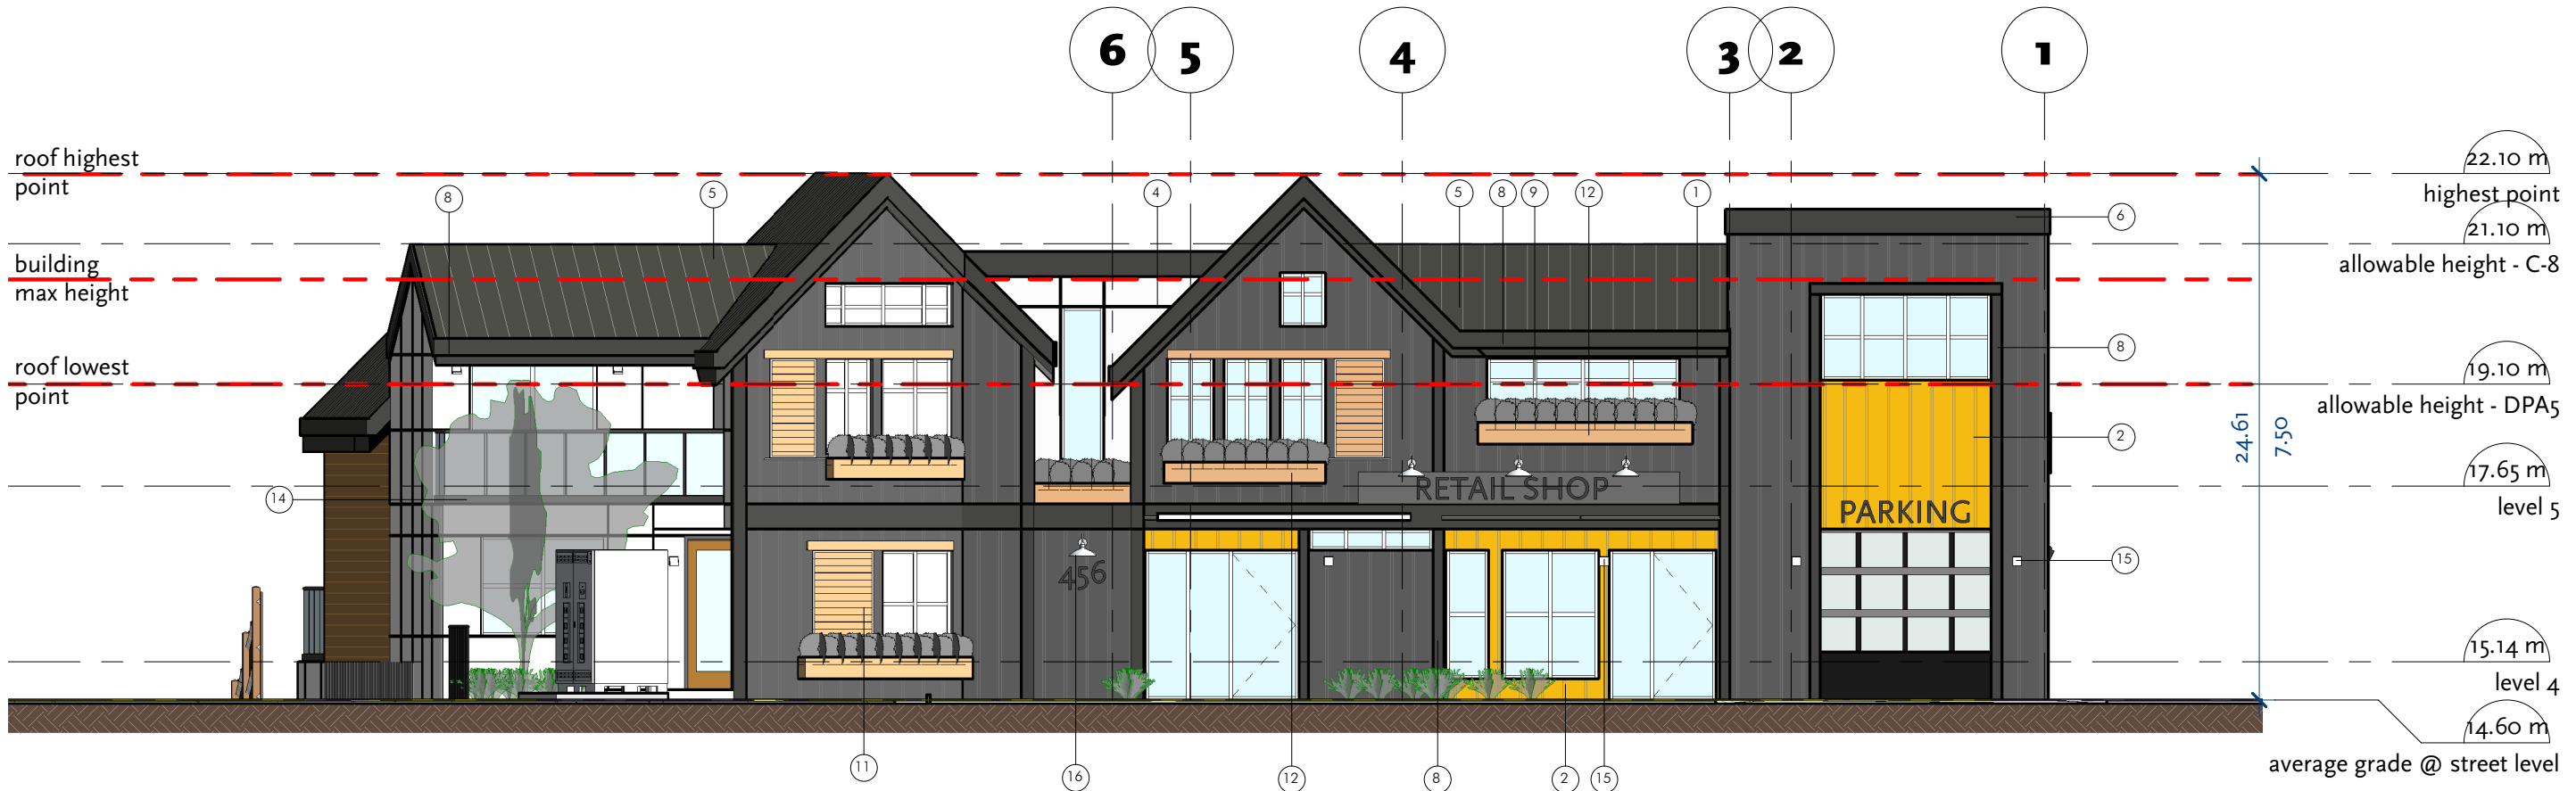 6 5 4 3 2 1
roof highest
point
22.10 m
highest point
8
5
4
5
8
9
12
1
6
21.10 m
allowable height - C-8
building
max height
8
roof lowest
point
19.10 m
allowable height - DPA5
2
24.61
7.50
14
RETAIL SHOP
PARKING
17.65 m
level 5
456
15
15.14 m
level 4
14.60 m
average grade @ street level
11
16
12
8
2
15